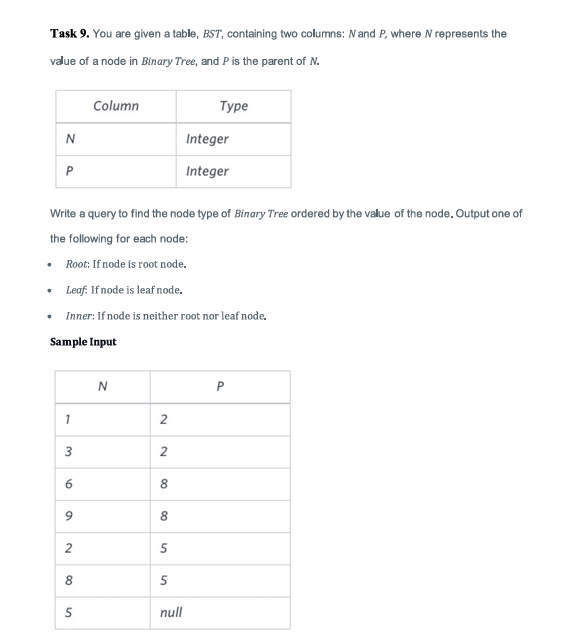 Task 9. You are given a table, BST, containing two columns: N and P, where N represents the
value of a node in Binary Tree, and P is the parent of N.
Column Type
N Integer
P Integer
Write a query to find the node type of Binary Tree ordered by the value of the node. Output one of
the following for each node:
• Root: If node is root node.
• Leaf: If node is leaf node.
• Inner: If node is neither root nor leaf node.
Sample Input
N P
1 2
3 2
6 8
9 8
2 5
8 5
5 null